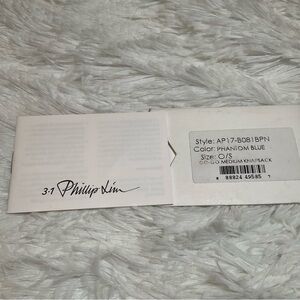 3.1 Phillip Lim
Style: AP17-B081BPN
Color: PHANTOM BLUE
Size: O/S
GO-GO MEDIUM KNAPSACK